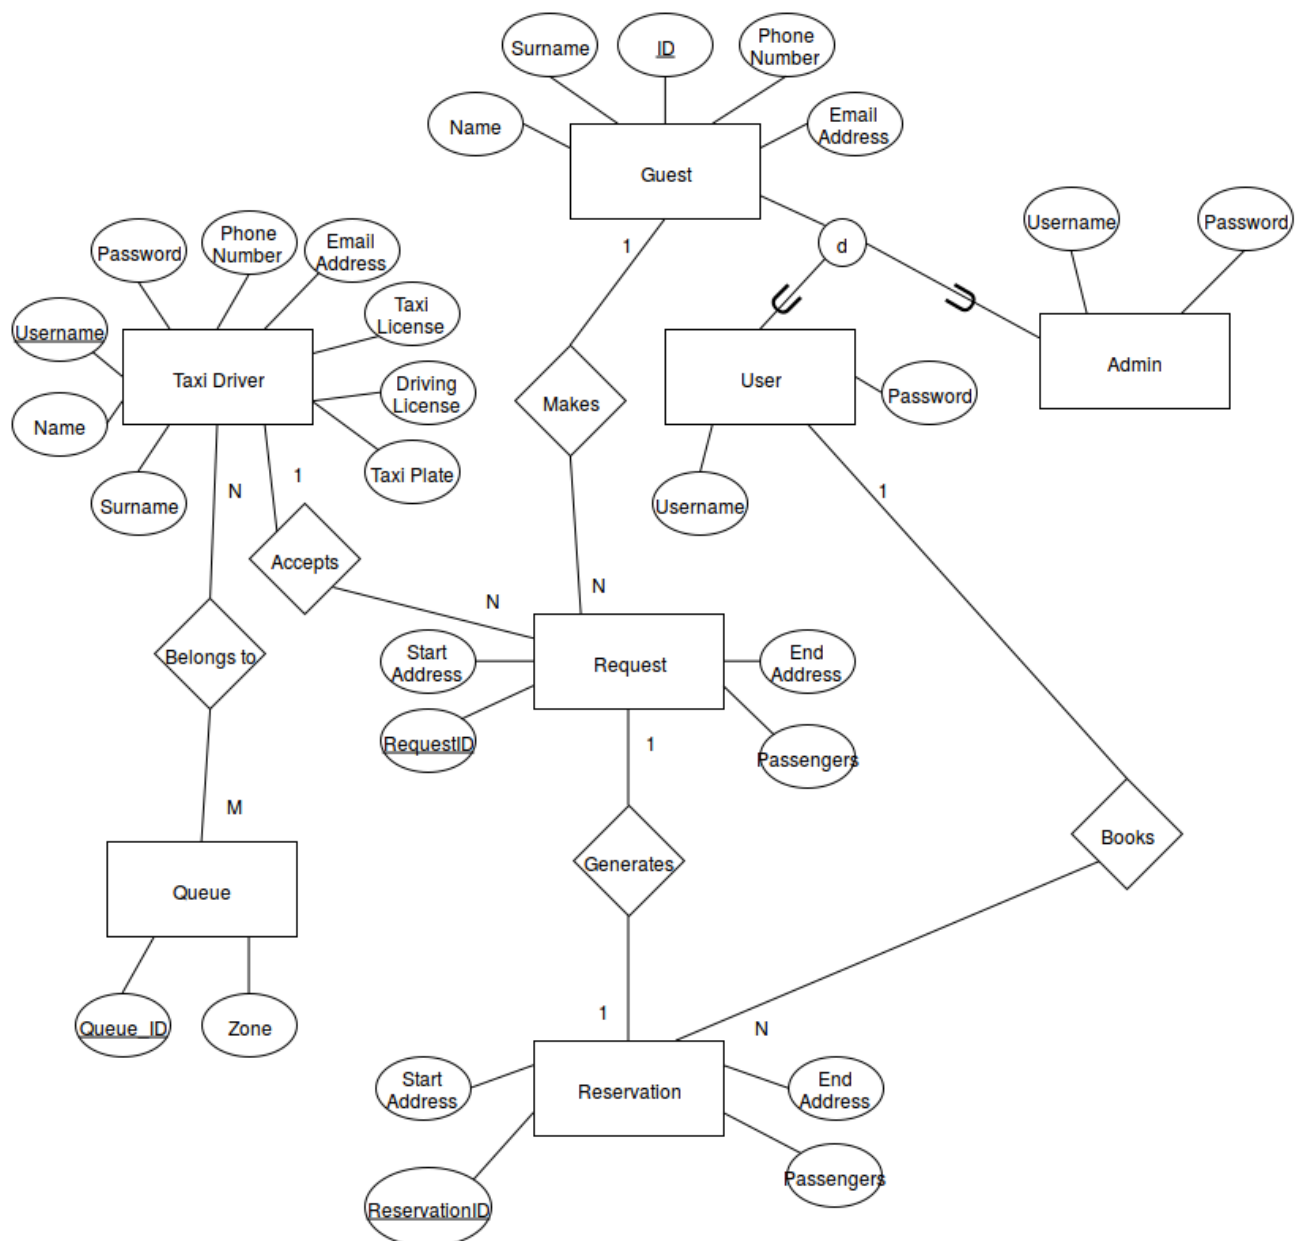 Surname
ID
Phone
Number
Name
Email
Address
Guest
Username
Password
d
Admin
1
Password
Phone
Number
Email
Address
Username
Taxi
License
Taxi Driver
Driving
License
Name
Taxi Plate
Surname
User
Password
Username
Makes
N
1
1
Accepts
N
N
Belongs to
Start
Address
Request
End
Address
RequestID
1
Passengers
M
Books
Generates
Queue
Queue_ID
Zone
1
N
Start
Address
Reservation
End
Address
ReservationID
Passengers